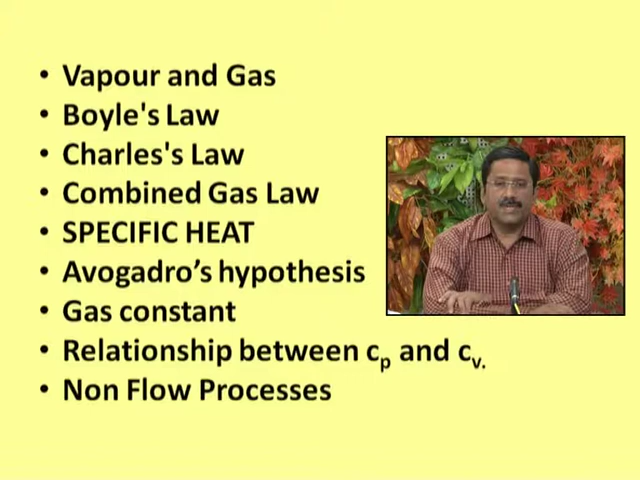 • Vapour and Gas
• Boyle's Law
• Charles's Law
• Combined Gas Law
• SPECIFIC HEAT
• Avogadro’s hypothesis
• Gas constant
• Relationship between cp and cv.
• Non Flow Processes